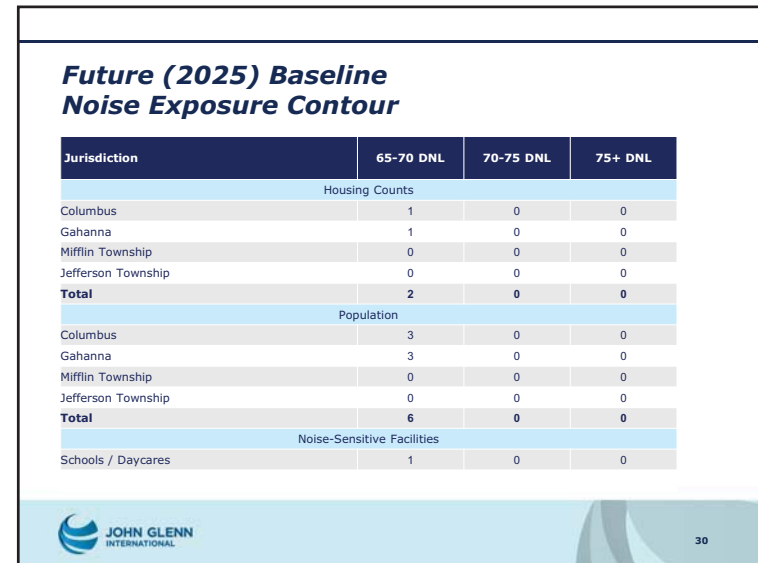 Future (2025) Baseline
Noise Exposure Contour
Jurisdiction 65-70 DNL 70-75 DNL 75+ DNL
Housing Counts
Columbus 1 0 0
Gahanna 1 0 0
Mifflin Township 0 0 0
Jefferson Township 0 0 0
Total 2 0 0
Population
Columbus 3 0 0
Gahanna 3 0 0
Mifflin Township 0 0 0
Jefferson Township 0 0 0
Total 6 0 0
Noise-Sensitive Facilities
Schools / Daycares 1 0 0
JOHN GLENN
INTERNATIONAL
30